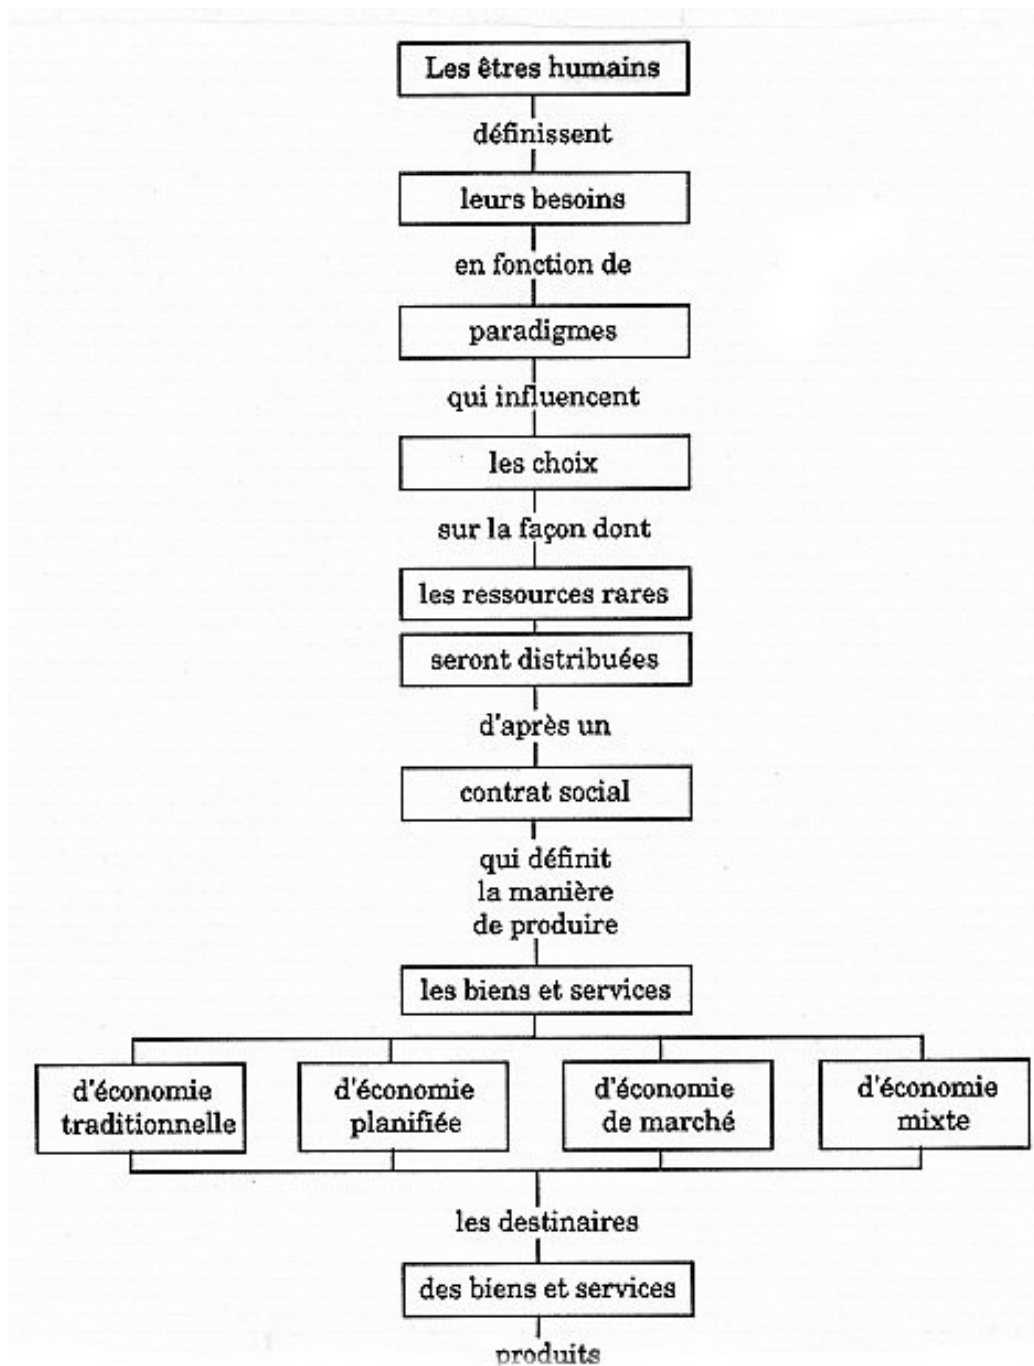 Les êtres humains
définissent
leurs besoins
en fonction de
paradigmes
qui influencent
les choix
sur la façon dont
les ressources rares
seront distribuées
d'après un
contrat social
qui définit
la manière
de produire
les biens et services
d'économie
traditionnelle
d'économie
planifiée
d'économie
de marché
d'économie
mixte
les destinaires
des biens et services
produits